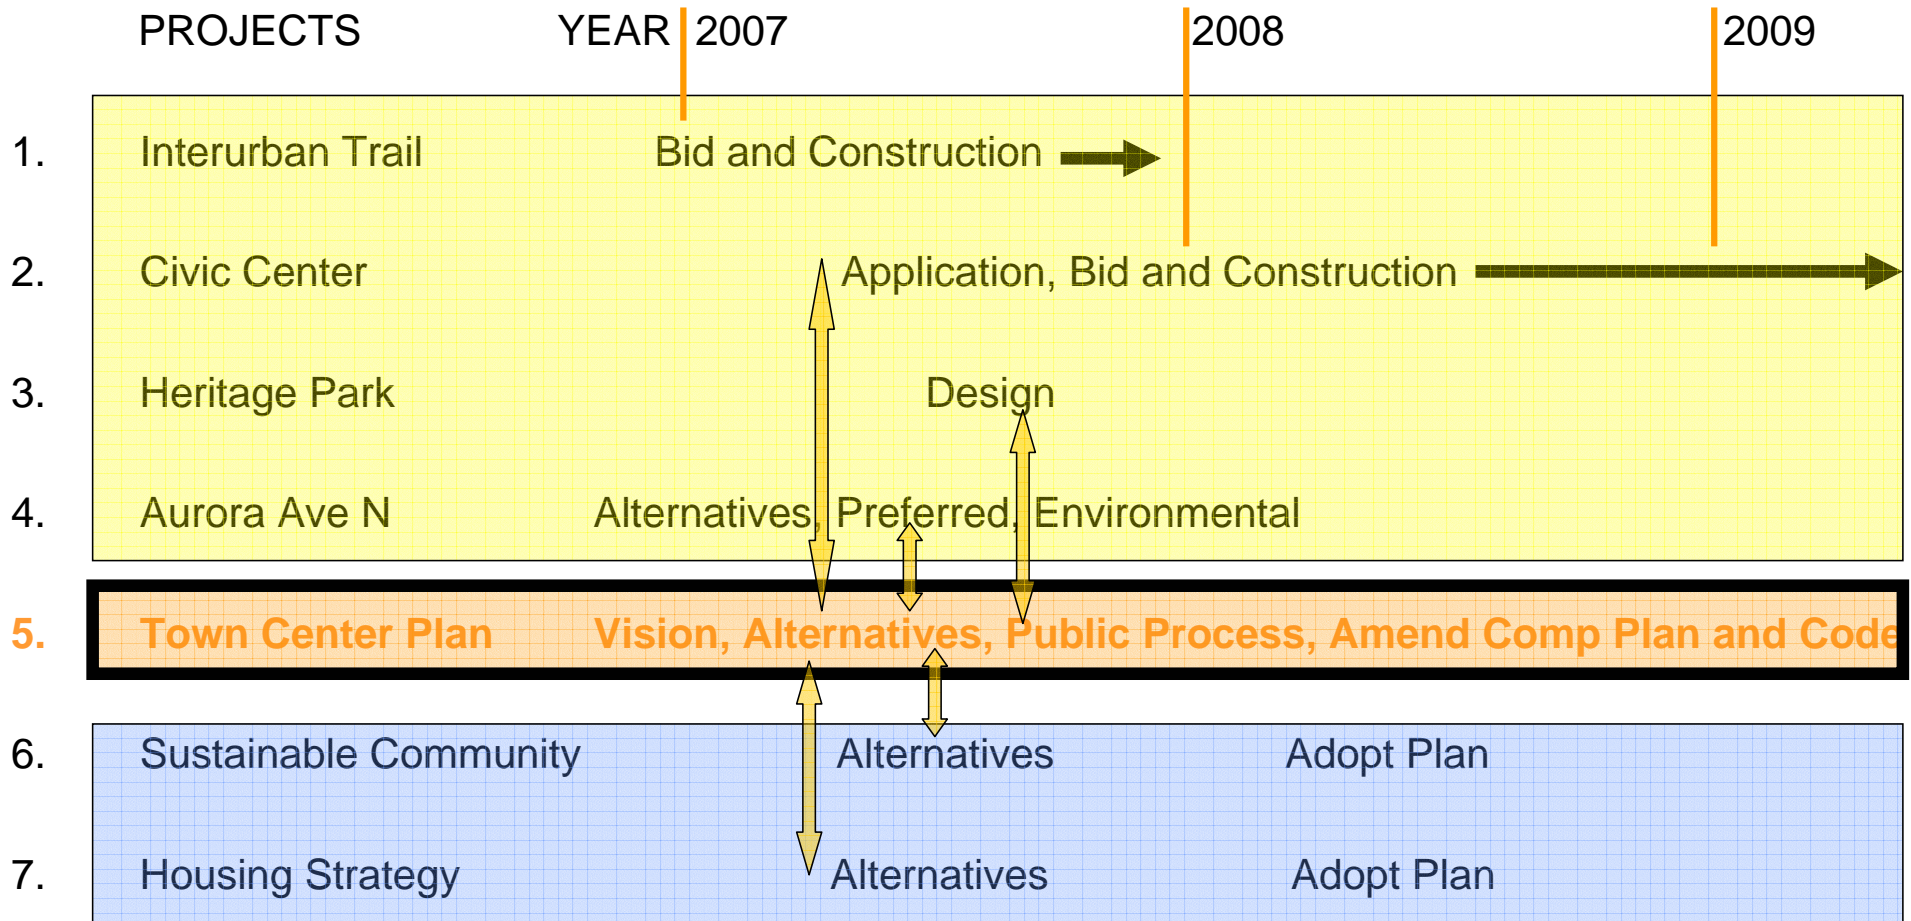 PROJECTS YEAR 2007 2008 2009
1. Interurban Trail Bid and Construction
2. Civic Center Application, Bid and Construction
3. Heritage Park Design
4. Aurora Ave N Alternatives, Preferred, Environmental
5. Town Center Plan Vision, Alternatives, Public Process, Amend Comp Plan and Code
6. Sustainable Community Alternatives Adopt Plan
7. Housing Strategy Alternatives Adopt Plan